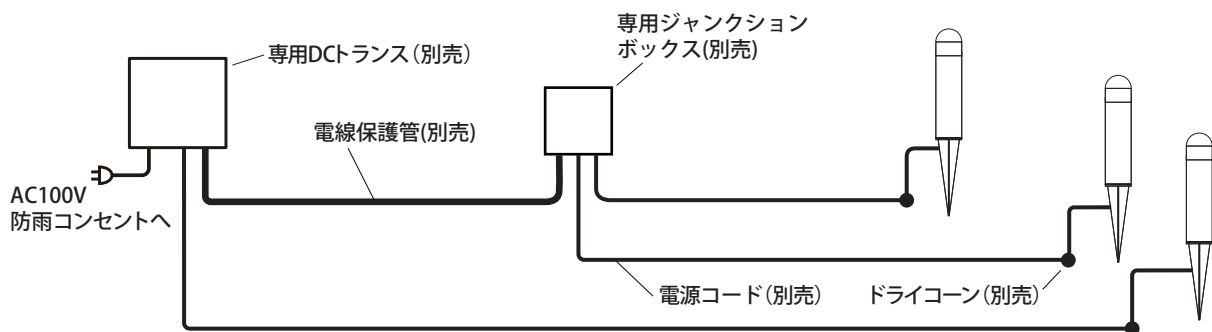 専用DCトランス（別売）
専用ジャンクション
ボックス(別売)
電線保護管(別売)
AC100V
防雨コンセントへ
電源コード（別売）
ドライコーン（別売）